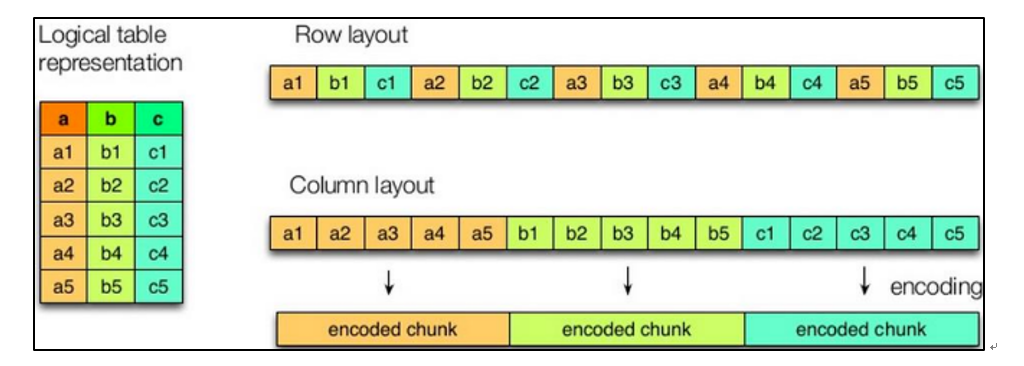 Logical table
representation
a b c
a1 b1 c1
a2 b2 c2
a3 b3 c3
a4 b4 c4
a5 b5 c5
Row layout
a1 b1 c1 a2 b2 c2 a3 b3 c3 a4 b4 c4 a5 b5 c5
Column layout
a1 a2 a3 a4 a5 b1 b2 b3 b4 b5 c1 c2 c3 c4 c5
encoding
encoded chunk encoded chunk encoded chunk